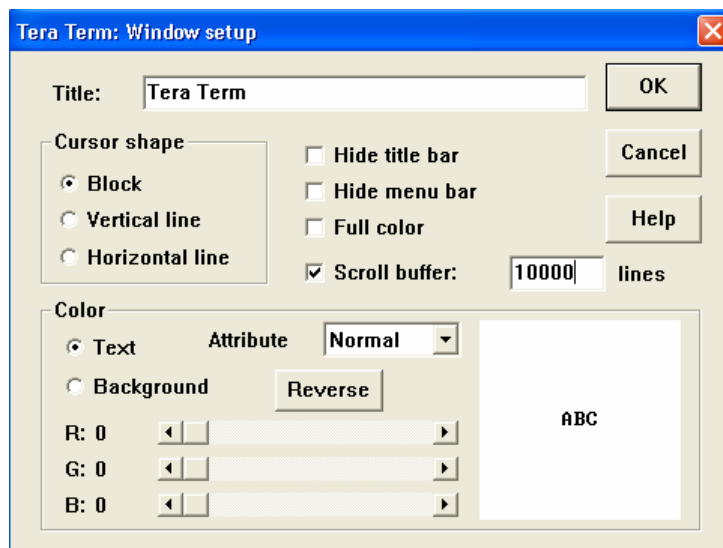 Tera Term: Window setup
Title: Tera Term OK
Cursor shape
Block
Vertical line
Horizontal line
Hide title bar
Hide menu bar
Full color
Scroll buffer: 10000 lines
Cancel
Help
Color
Text Attribute Normal
Background Reverse
R: 0
G: 0
B: 0
ABC